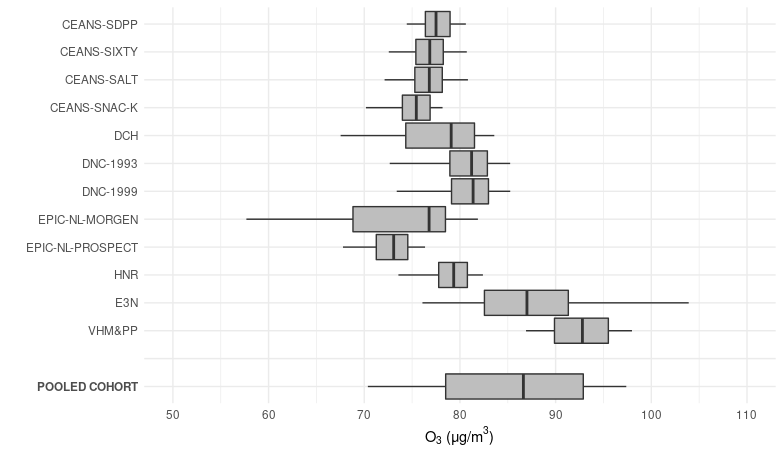 CEANS-SDPP
CEANS-SIXTY
CEANS-SALT
CEANS-SNAC-K
DCH
DNC-1993
DNC-1999
EPIC-NL-MORGEN
EPIC-NL-PROSPECT
HNR
E3N
VHM&PP
POOLED COHORT
50 60 70 80 90 100 110
O₃ (µg/m³)